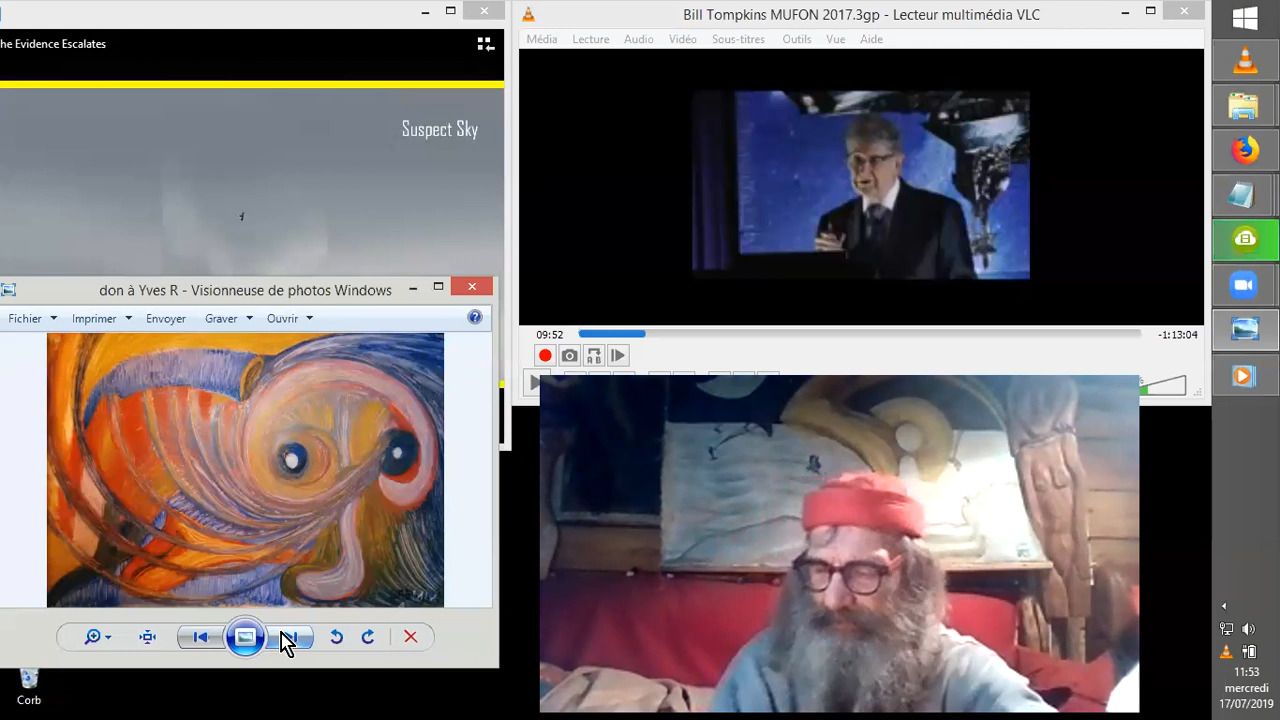 he Evidence Escalates
Suspect Sky
don à Yves R - Visionneuse de photos Windows
Fichier Imprimer Envoyer Graver Ouvrir
Corb
Bill Tompkins MUFON 2017.3gp - Lecteur multimédia VLC
Média Lecture Audio Vidéo Sous-titres Outils Vue Aide
09:52 -1:13:04
11:53
mercredi
17/07/2019